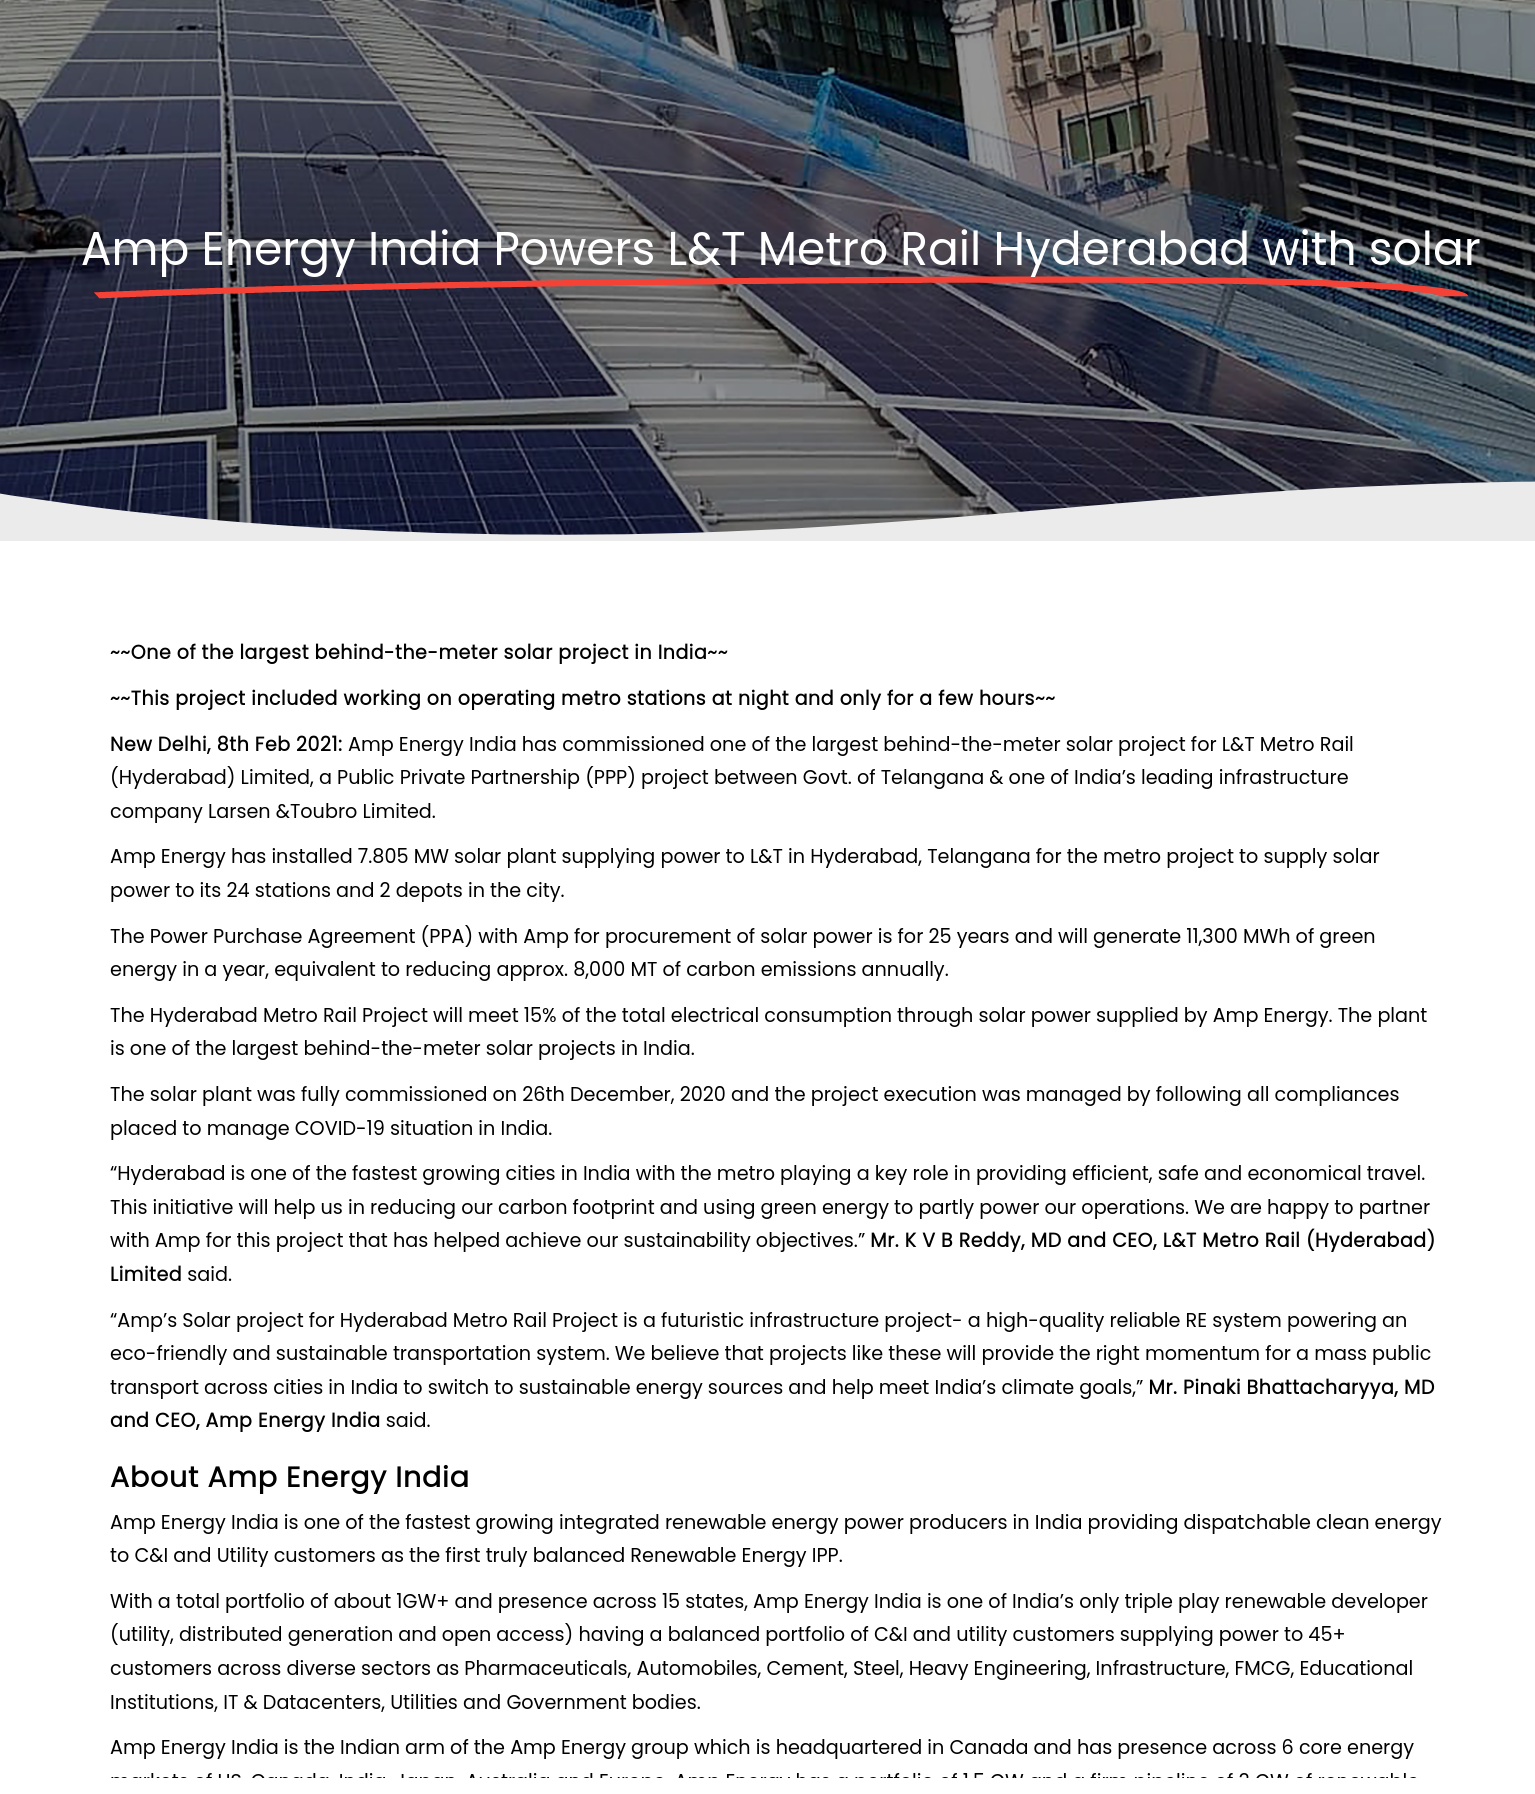 Amp Energy India Powers L&T Metro Rail Hyderabad with solar
~~One of the largest behind-the-meter solar project in India~~
~~This project included working on operating metro stations at night and only for a few hours~~
New Delhi, 8th Feb 2021: Amp Energy India has commissioned one of the largest behind-the-meter solar project for L&T Metro Rail
(Hyderabad) Limited, a Public Private Partnership (PPP) project between Govt. of Telangana & one of India’s leading infrastructure
company Larsen &Toubro Limited.
Amp Energy has installed 7.805 MW solar plant supplying power to L&T in Hyderabad, Telangana for the metro project to supply solar
power to its 24 stations and 2 depots in the city.
The Power Purchase Agreement (PPA) with Amp for procurement of solar power is for 25 years and will generate 11,300 MWh of green
energy in a year, equivalent to reducing approx. 8,000 MT of carbon emissions annually.
The Hyderabad Metro Rail Project will meet 15% of the total electrical consumption through solar power supplied by Amp Energy. The plant
is one of the largest behind-the-meter solar projects in India.
The solar plant was fully commissioned on 26th December, 2020 and the project execution was managed by following all compliances
placed to manage COVID-19 situation in India.
“Hyderabad is one of the fastest growing cities in India with the metro playing a key role in providing efficient, safe and economical travel.
This initiative will help us in reducing our carbon footprint and using green energy to partly power our operations. We are happy to partner
with Amp for this project that has helped achieve our sustainability objectives.” Mr. K V B Reddy, MD and CEO, L&T Metro Rail (Hyderabad)
Limited said.
“Amp’s Solar project for Hyderabad Metro Rail Project is a futuristic infrastructure project- a high-quality reliable RE system powering an
eco-friendly and sustainable transportation system. We believe that projects like these will provide the right momentum for a mass public
transport across cities in India to switch to sustainable energy sources and help meet India’s climate goals,” Mr. Pinaki Bhattacharyya, MD
and CEO, Amp Energy India said.
About Amp Energy India
Amp Energy India is one of the fastest growing integrated renewable energy power producers in India providing dispatchable clean energy
to C&I and Utility customers as the first truly balanced Renewable Energy IPP.
With a total portfolio of about 1GW+ and presence across 15 states, Amp Energy India is one of India’s only triple play renewable developer
(utility, distributed generation and open access) having a balanced portfolio of C&I and utility customers supplying power to 45+
customers across diverse sectors as Pharmaceuticals, Automobiles, Cement, Steel, Heavy Engineering, Infrastructure, FMCG, Educational
Institutions, IT & Datacenters, Utilities and Government bodies.
Amp Energy India is the Indian arm of the Amp Energy group which is headquartered in Canada and has presence across 6 core energy